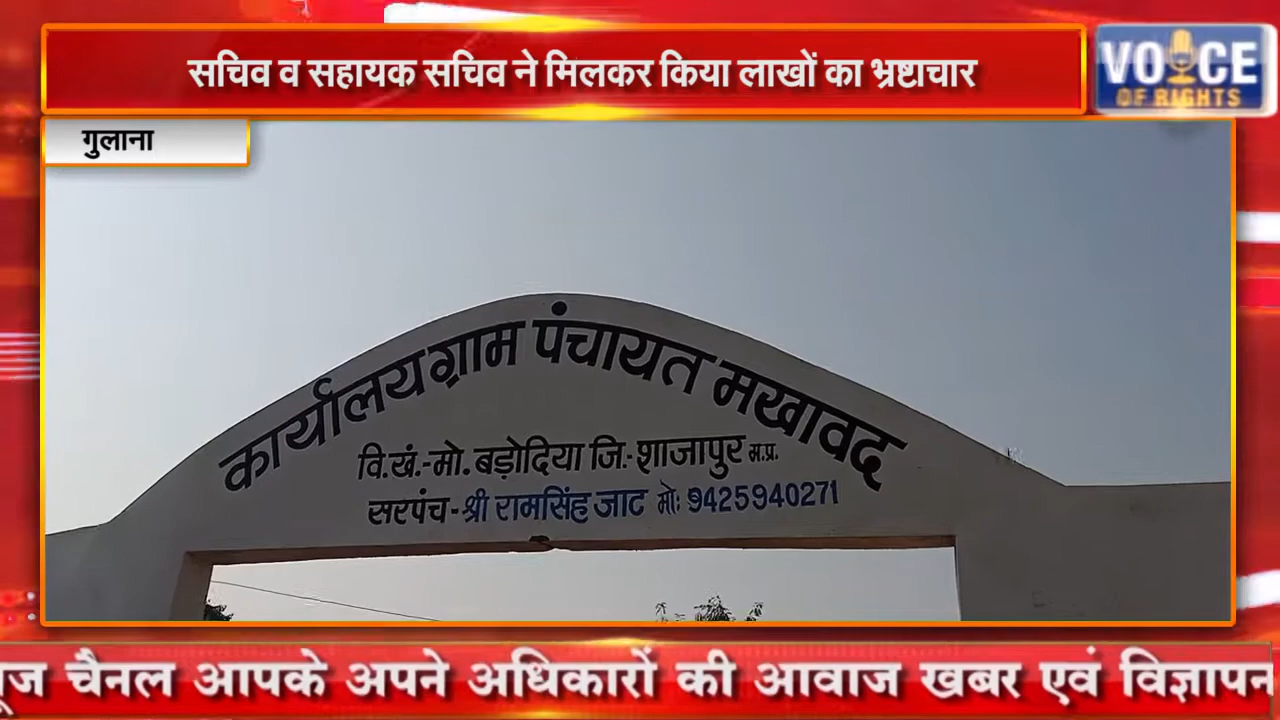 सचिव व सहायक सचिव ने मिलकर किया लाखों का भ्रष्टाचार
VOICE
OF RIGHTS
गुलाना
कार्यालय ग्राम पंचायत मखावद
वि.खं.-मो. बड़ोदिया जि.-शाजापुर म.प्र.
सरपंच-श्री रामसिंह जाट मो: 9425940271
चैनल आपके अपने अधिकारों की आवाज खबर एवं विज्ञापन